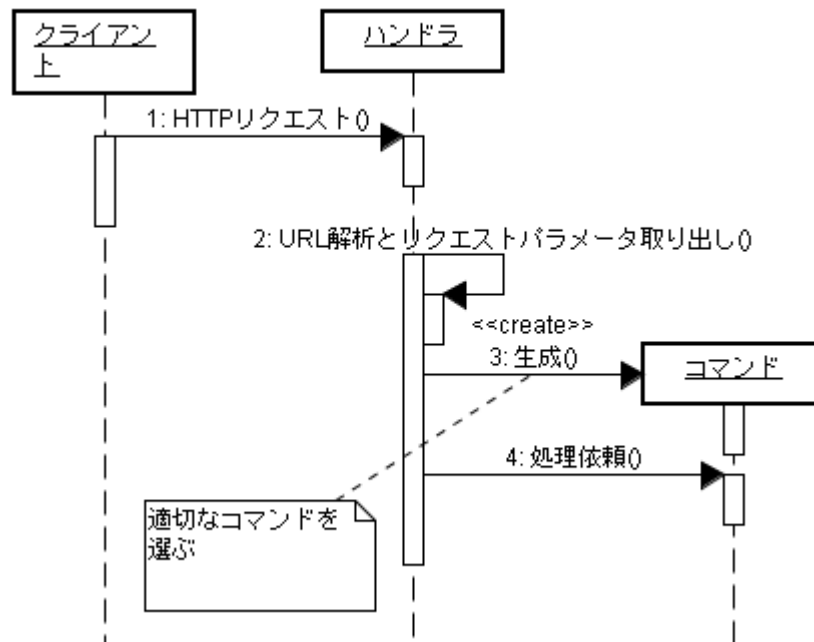 クライアン
ト
ハンドラ
1: HTTPリクエスト()
2: URL解析とリクエストパラメータ取り出し()
<<create>>
3: 生成()
コマンド
4: 処理依頼()
適切なコマンドを
選ぶ